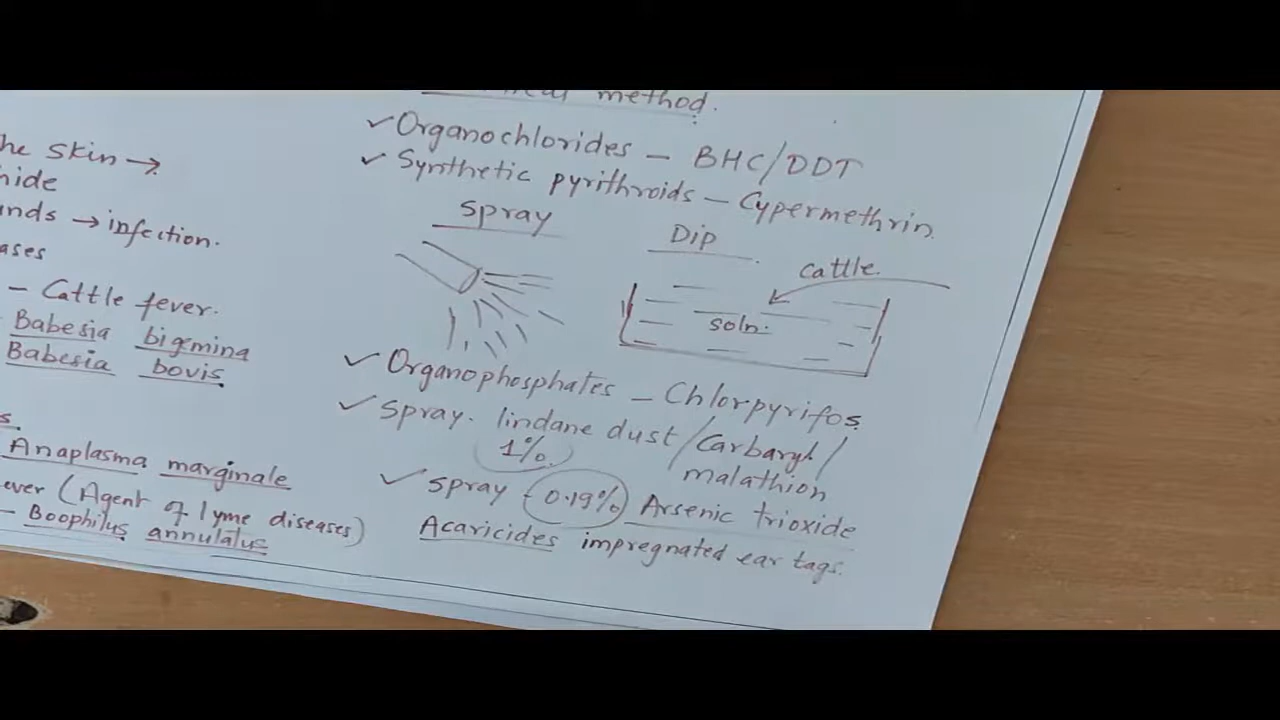 he skin →
hide
nds → infection.
ases
- Cattle fever.
Babesia bigemina
Babesia bovis
s
Anaplasma marginale
ever (Agent of lyme diseases)
- Boophilus annulatus
method.
✓ Organochlorides - BHC/DDT
✓ Synthetic pyrithroids - Cypermethrin
Spray
Dip
cattle.
soln.
✓ Organophosphates - Chlorpyrifos
✓ Spray. lindane dust/Carbaryl/
1%
malathion
✓ Spray - 0.19% Arsenic trioxide
Acaricides impregnated ear tags.